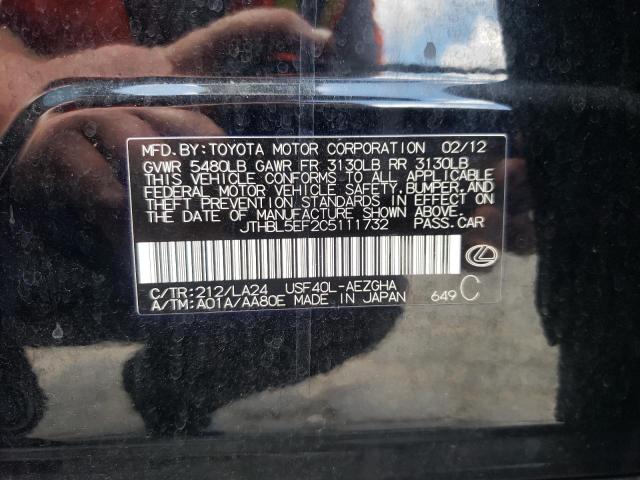 MFD.BY:TOYOTA MOTOR CORPORATION 02/12
GVWR 5480LB GAWR FR 3130LB RR 3130LB
THIS VEHICLE CONFORMS TO ALL APPLICABLE
FEDERAL MOTOR VEHICLE SAFETY,BUMPER,AND
THEFT PREVENTION STANDARDS IN EFFECT ON
THE DATE OF MANUFACTURE SHOWN ABOVE.
JTHBL5EF2C5111732 PASS.CAR
C/TR:212/LA24 USF40L-AEZGHA
A/TM:A01A/AA80E MADE IN JAPAN 649 C